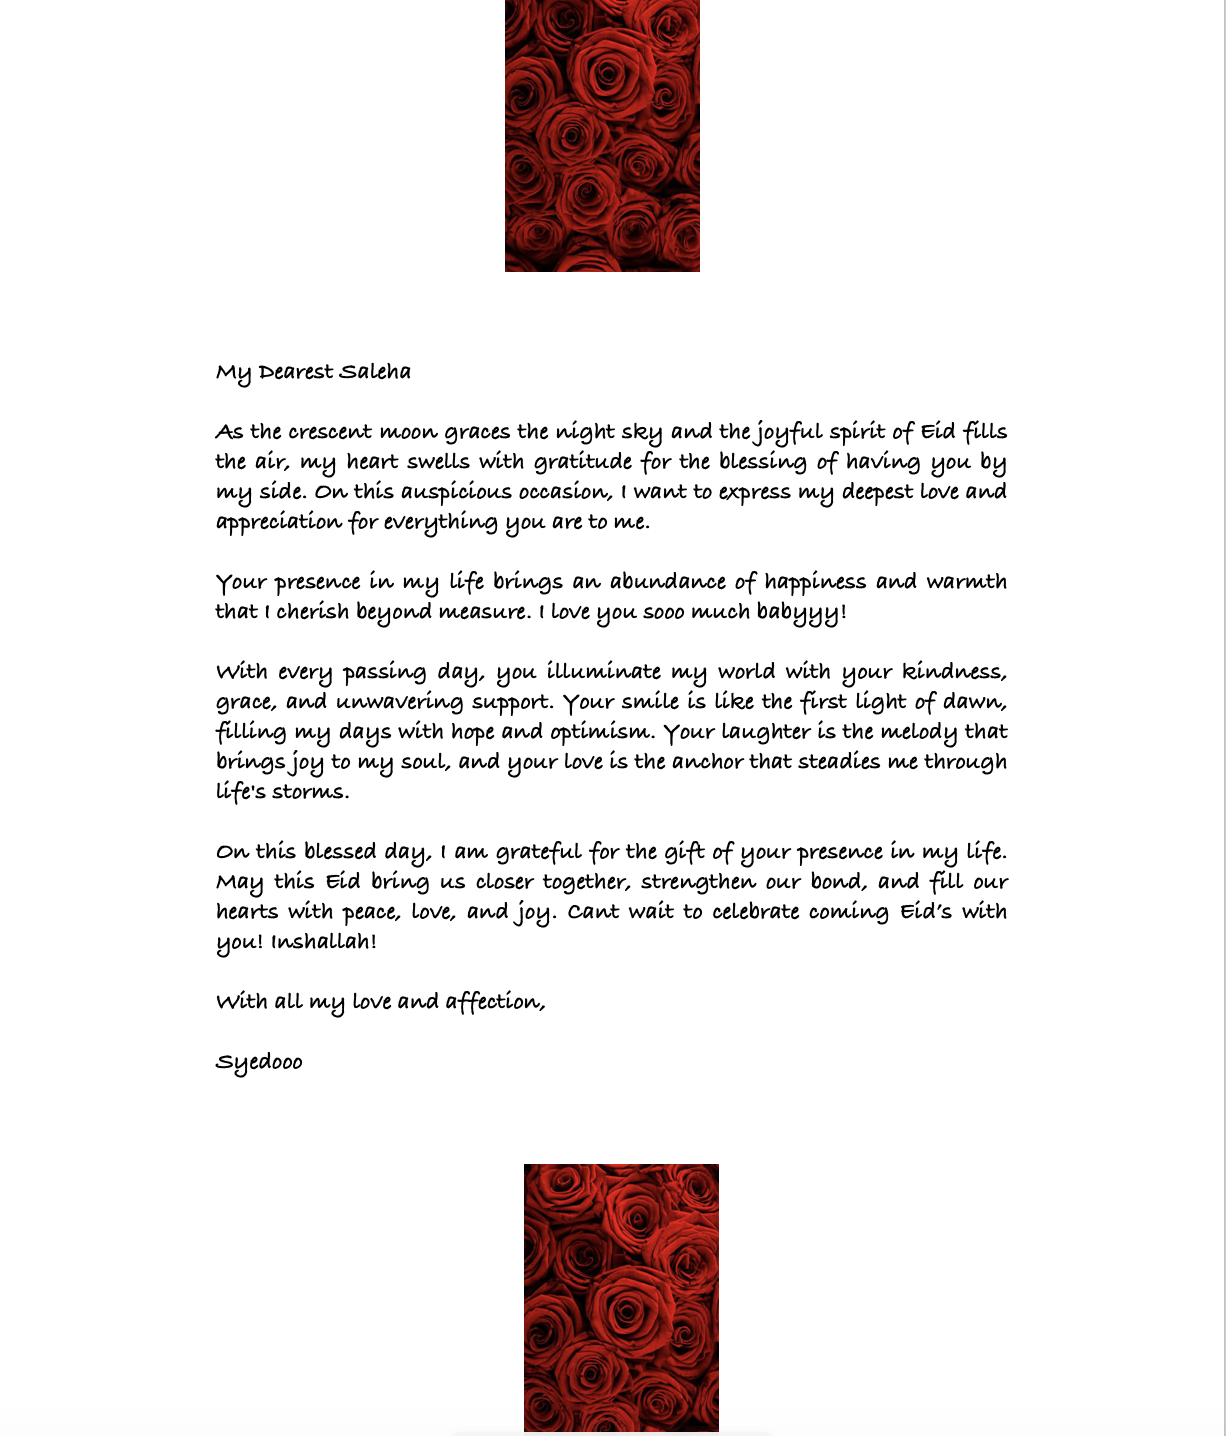 My Dearest Saleha
As the crescent moon graces the night sky and the joyful spirit of Eid fills
the air, my heart swells with gratitude for the blessing of having you by
my side. On this auspicious occasion, I want to express my deepest love and
appreciation for everything you are to me.
Your presence in my life brings an abundance of happiness and warmth
that I cherish beyond measure. I love you sooo much babyyy!
With every passing day, you illuminate my world with your kindness,
grace, and unwavering support. Your smile is like the first light of dawn,
filling my days with hope and optimism. Your laughter is the melody that
brings joy to my soul, and your love is the anchor that steadies me through
life's storms.
On this blessed day, I am grateful for the gift of your presence in my life.
May this Eid bring us closer together, strengthen our bond, and fill our
hearts with peace, love, and joy. Cant wait to celebrate coming Eid’s with
you! Inshallah!
With all my love and affection,
Syedooo